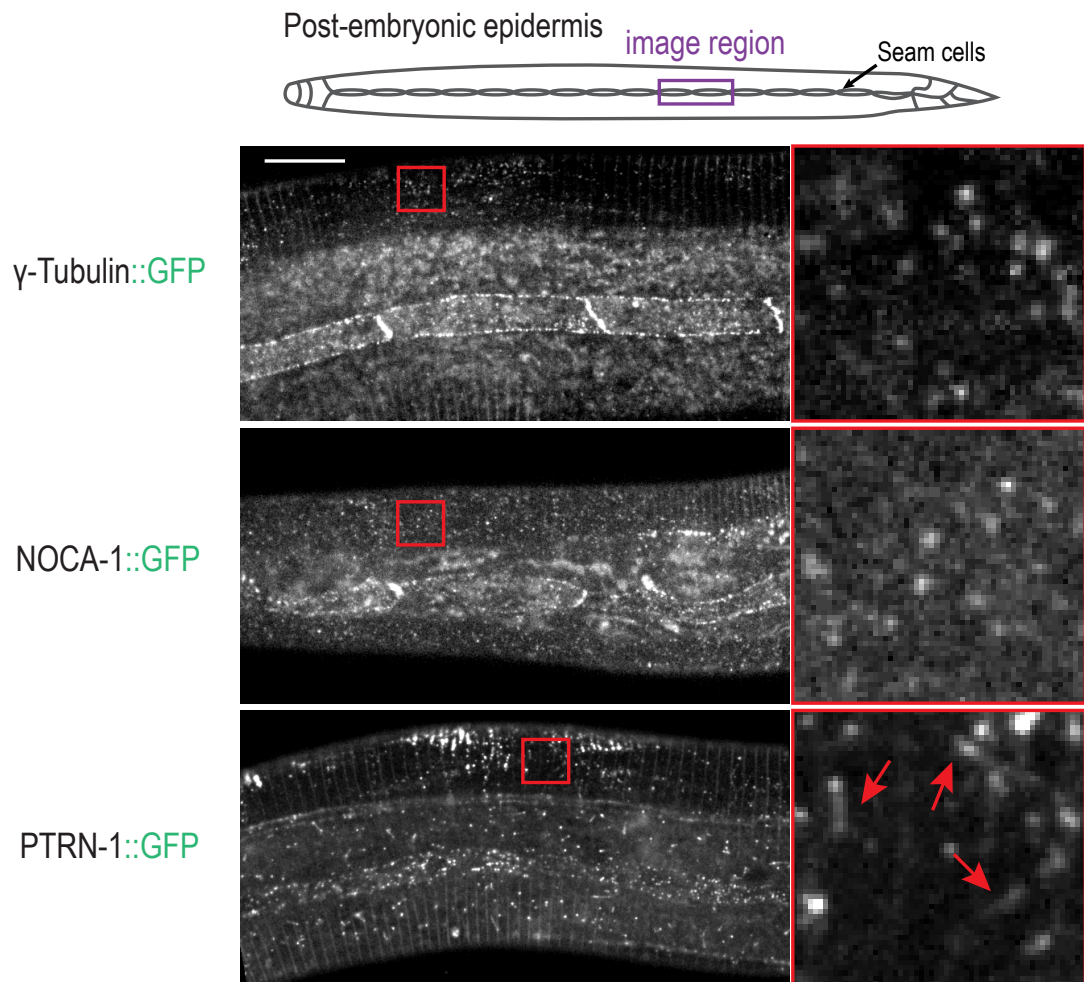 Post-embryonic epidermis
image region
Seam cells
γ-Tubulin::GFP
NOCA-1::GFP
PTRN-1::GFP